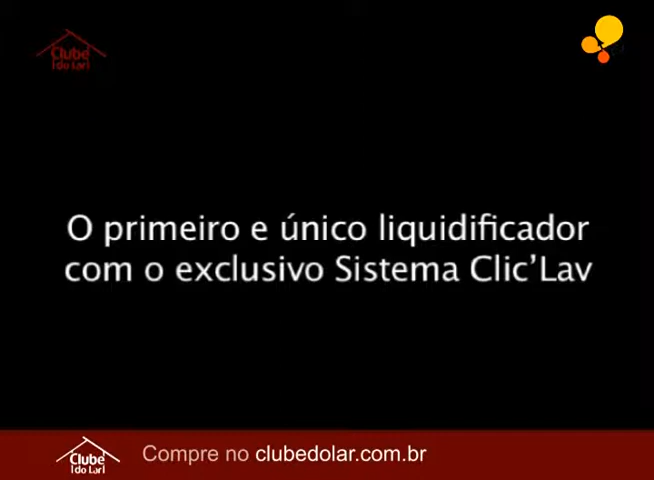 Clube
do Lar
O primeiro e único liquidificador
com o exclusivo Sistema Clic'Lav
Clube
do Lar
Compre no clubedolar.com.br